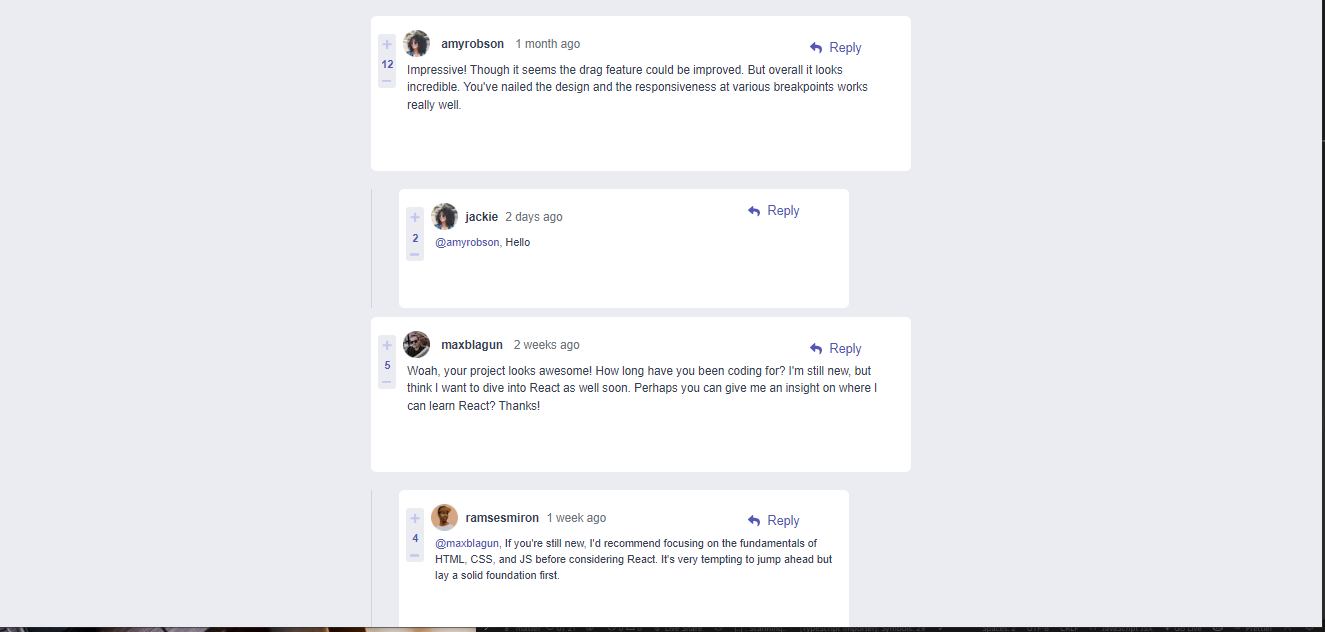 +
amyrobson 1 month ago
Reply
12
Impressive! Though it seems the drag feature could be improved. But overall it looks
incredible. You've nailed the design and the responsiveness at various breakpoints works
really well.
+
jackie 2 days ago
Reply
2
@amyrobson, Hello
+
maxblagun 2 weeks ago
Reply
5
Woah, your project looks awesome! How long have you been coding for? I'm still new, but
think I want to dive into React as well soon. Perhaps you can give me an insight on where I
can learn React? Thanks!
+
ramsesmiron 1 week ago
Reply
4
@maxblagun, If you're still new, I'd recommend focusing on the fundamentals of
HTML, CSS, and JS before considering React. It's very tempting to jump ahead but
lay a solid foundation first.